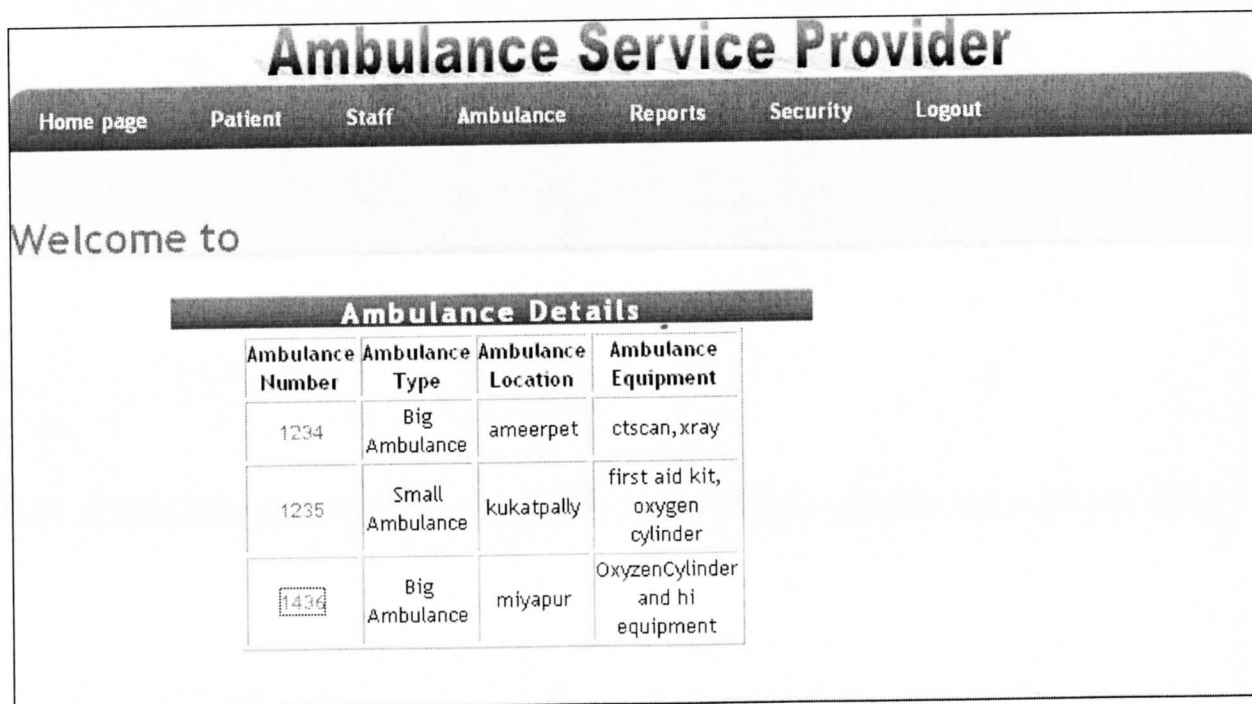 Ambulance Service Provider
Home page Patient Staff Ambulance Reports Security Logout
Welcome to
Ambulance Details
Ambulance Number Ambulance Type Ambulance Location Ambulance Equipment
1234 Big Ambulance ameerpet ctscan,xray
1235 Small Ambulance kukatpally first aid kit, oxygen cylinder
1436 Big Ambulance miyapur OxyzenCylinder and hi equipment